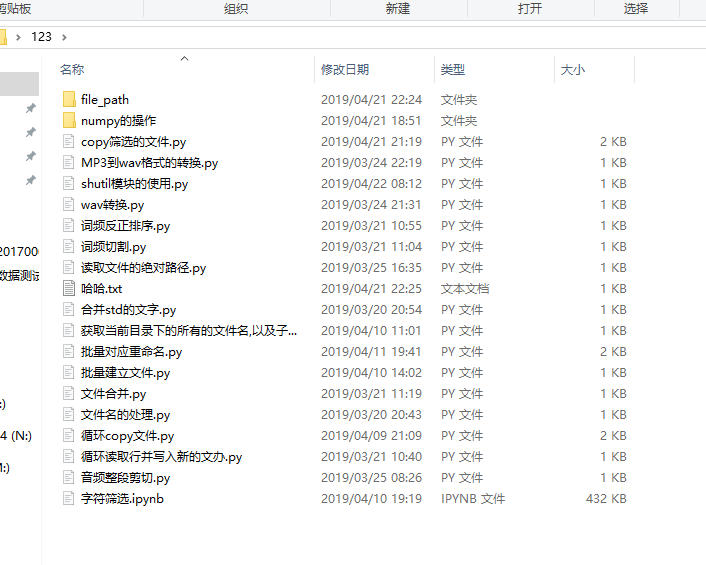 剪贴板 组织 新建 打开 选择
123
名称 修改日期 类型 大小
file_path 2019/04/21 22:24 文件夹
numpy的操作 2019/04/21 18:51 文件夹
copy筛选的文件.py 2019/04/21 21:19 PY 文件 2 KB
MP3到wav格式的转换.py 2019/03/24 22:19 PY 文件 1 KB
shutil模块的使用.py 2019/04/22 08:12 PY 文件 1 KB
wav转换.py 2019/03/24 21:31 PY 文件 1 KB
词频反正排序.py 2019/03/21 10:55 PY 文件 1 KB
词频切割.py 2019/03/21 11:04 PY 文件 1 KB
读取文件的绝对路径.py 2019/03/25 16:35 PY 文件 1 KB
哈哈.txt 2019/04/21 22:25 文本文档 1 KB
合并std的文字.py 2019/03/20 20:54 PY 文件 1 KB
获取当前目录下的所有的文件名,以及子... 2019/04/10 11:01 PY 文件 1 KB
批量对应重命名.py 2019/04/11 19:41 PY 文件 2 KB
批量建立文件.py 2019/04/10 14:02 PY 文件 1 KB
文件合并.py 2019/03/21 11:19 PY 文件 1 KB
文件名的处理.py 2019/03/20 20:43 PY 文件 1 KB
循环copy文件.py 2019/04/09 21:09 PY 文件 2 KB
循环读取行并写入新的文办.py 2019/03/21 10:40 PY 文件 1 KB
音频整段剪切.py 2019/03/25 08:26 PY 文件 1 KB
字符筛选.ipynb 2019/04/10 19:19 IPYNB 文件 432 KB
数据测试
:)
4 (N:)